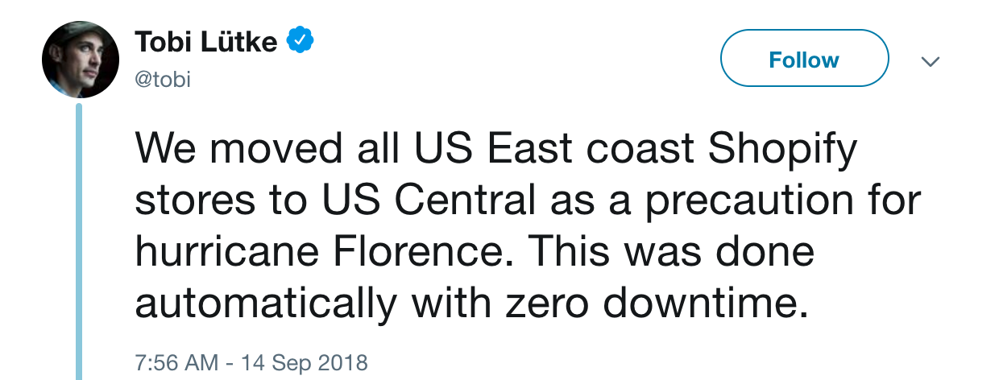 Tobi Lütke
@tobi
Follow
We moved all US East coast Shopify
stores to US Central as a precaution for
hurricane Florence. This was done
automatically with zero downtime.
7:56 AM - 14 Sep 2018